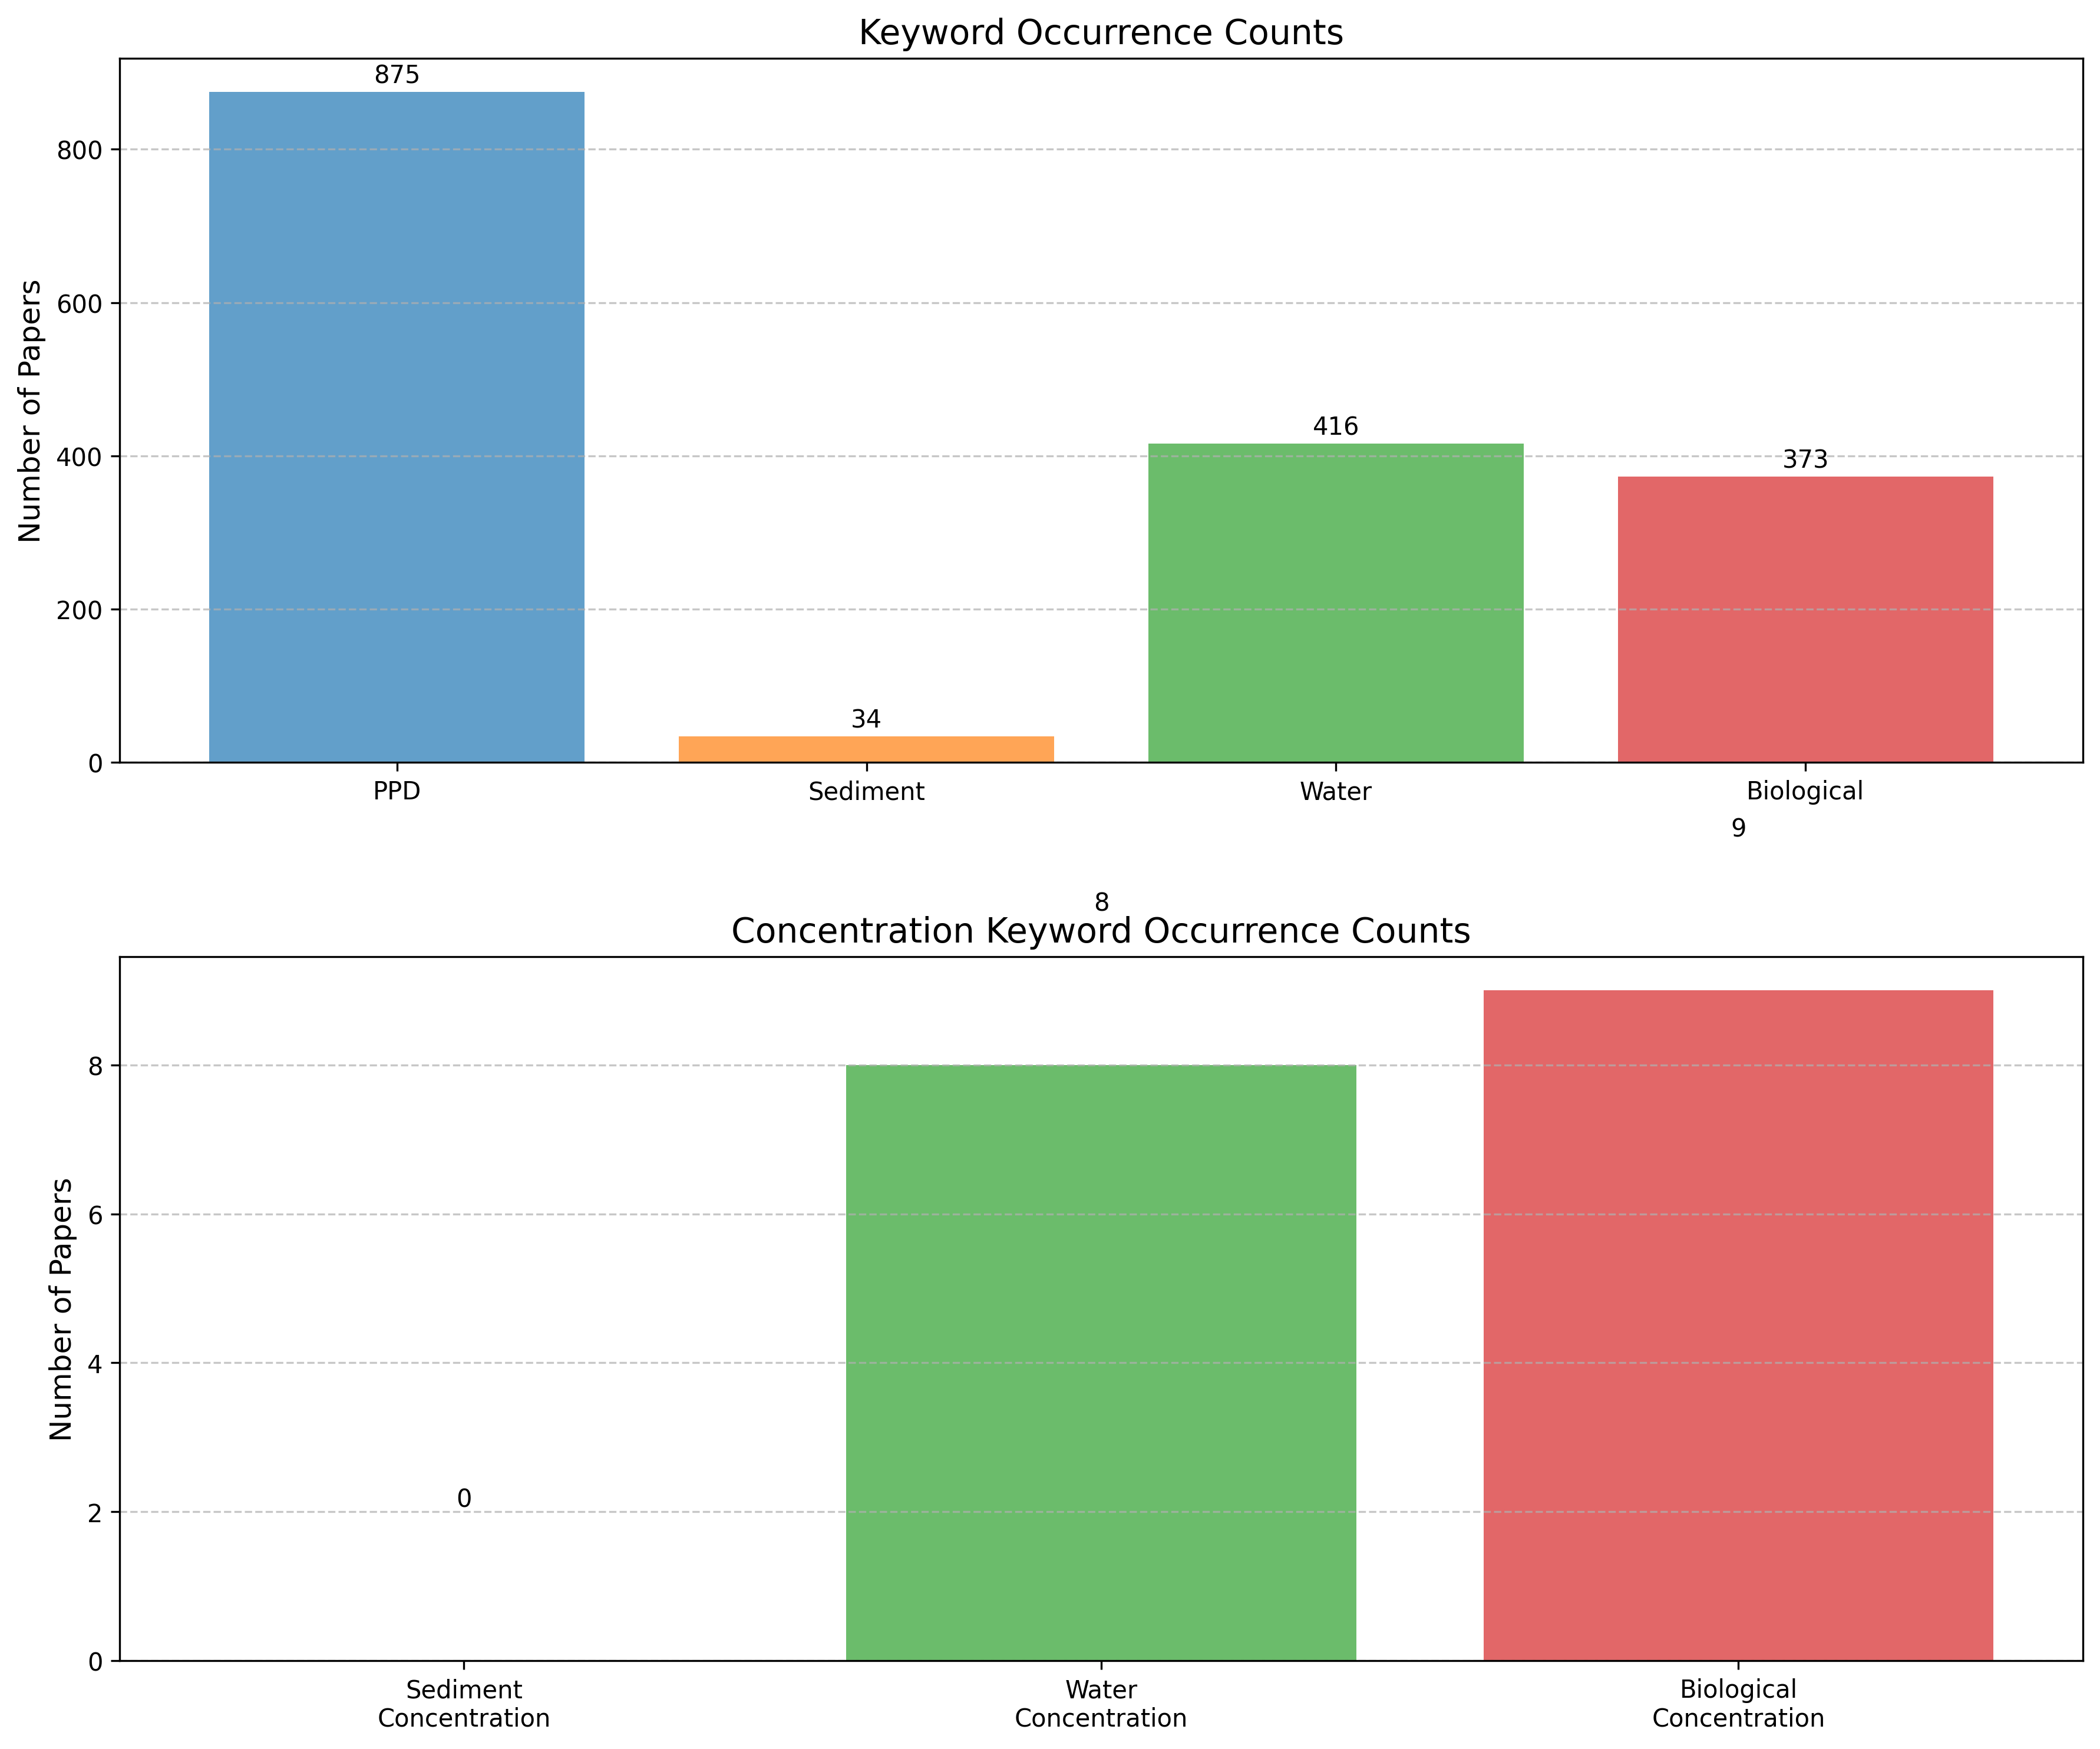 Keyword Occurrence Counts
Number of Papers
800
600
400
200
0
875
34
416
373
PPD
Sediment
Water
Biological
9
8
Concentration Keyword Occurrence Counts
Number of Papers
8
6
4
2
0
0
Sediment
Concentration
Water
Concentration
Biological
Concentration